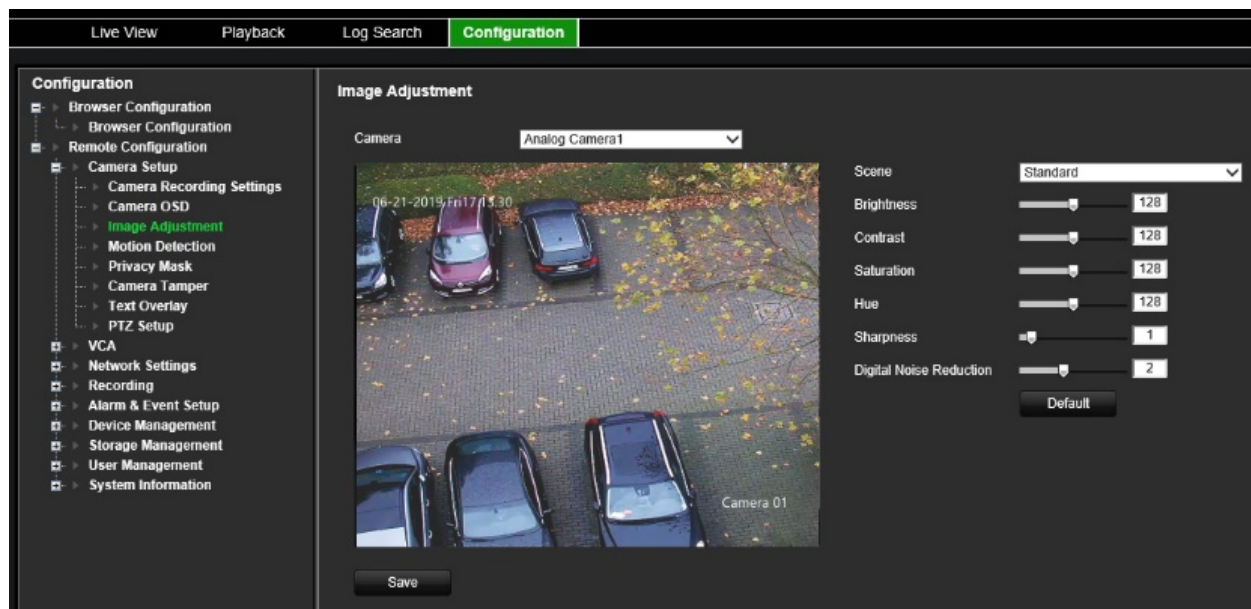 Live View Playback Log Search Configuration
Configuration
Browser Configuration
Browser Configuration
Remote Configuration
Camera Setup
Camera Recording Settings
Camera OSD
Image Adjustment
Motion Detection
Privacy Mask
Camera Tamper
Text Overlay
PTZ Setup
VCA
Network Settings
Recording
Alarm & Event Setup
Device Management
Storage Management
User Management
System Information
Image Adjustment
Camera Analog Camera1
06-21-2019 Fri 17:13:30
Camera 01
Scene Standard
Brightness 128
Contrast 128
Saturation 128
Hue 128
Sharpness 1
Digital Noise Reduction 2
Default
Save